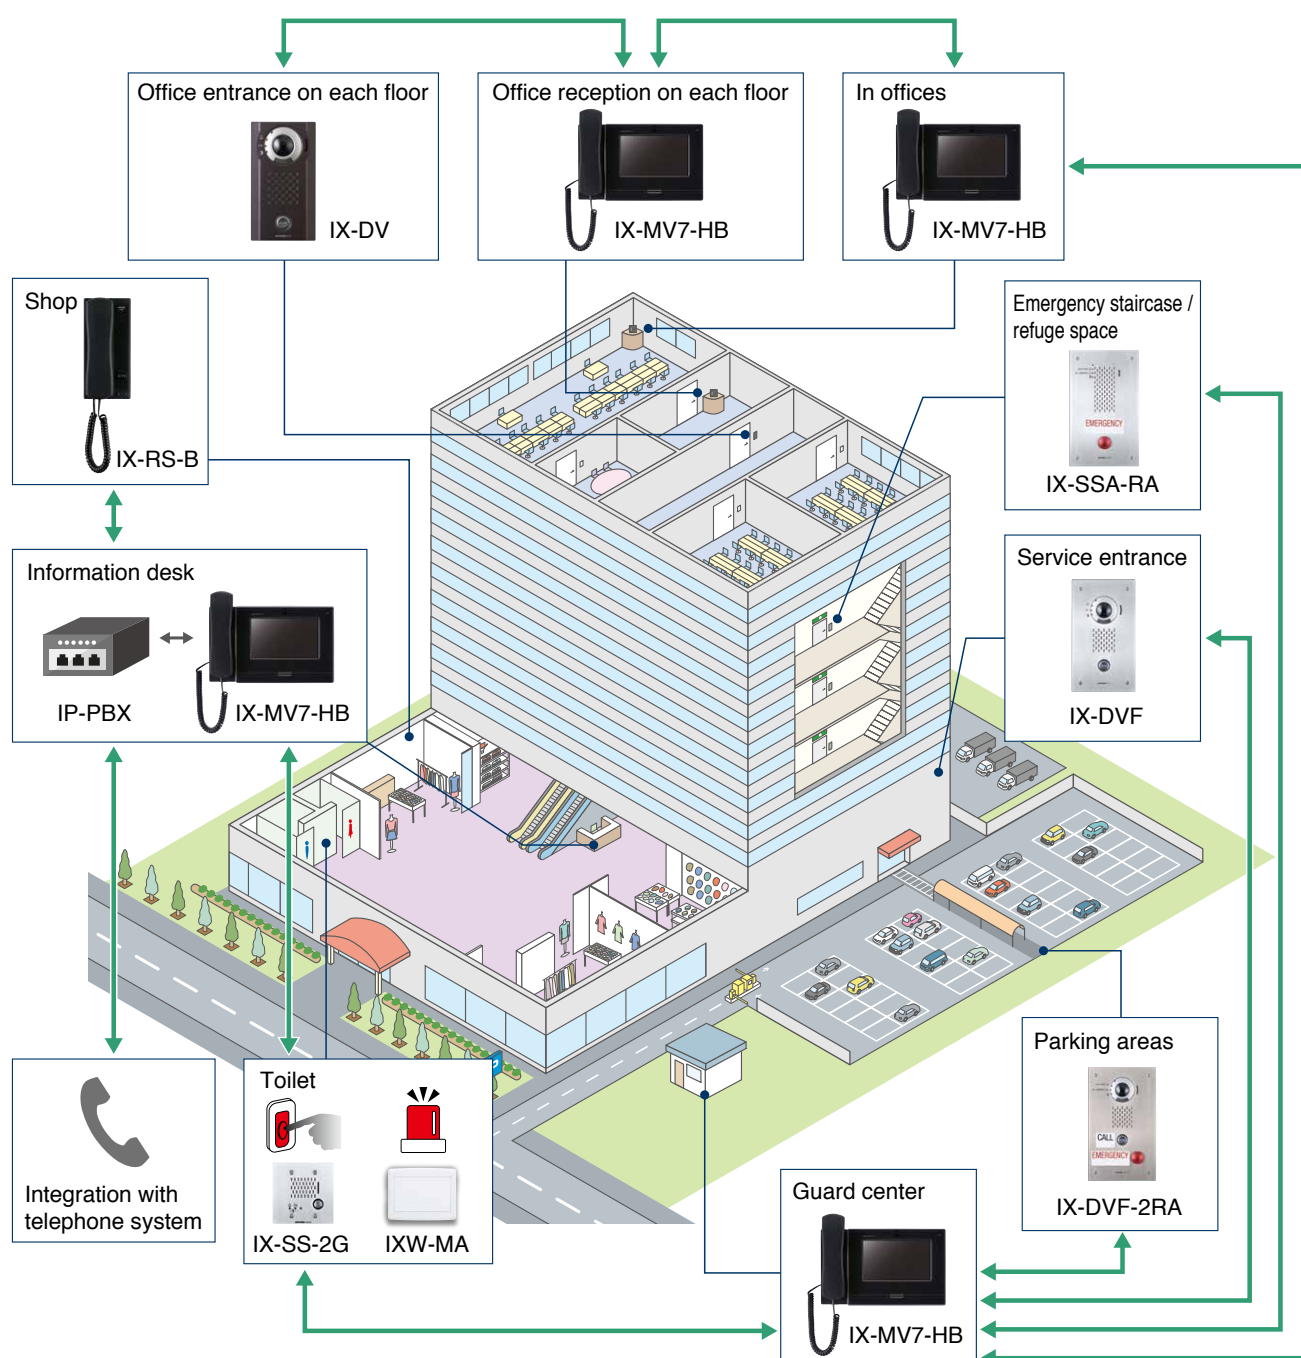 Office entrance on each floor
IX-DV
Office reception on each floor
IX-MV7-HB
In offices
IX-MV7-HB
Shop
IX-RS-B
Emergency staircase /
refuge space
EMERGENCY
IX-SSA-RA
Information desk
IP-PBX
IX-MV7-HB
Service entrance
IX-DVF
Integration with
telephone system
Toilet
IX-SS-2G
IXW-MA
Parking areas
CALL
EMERGENCY
IX-DVF-2RA
Guard center
IX-MV7-HB